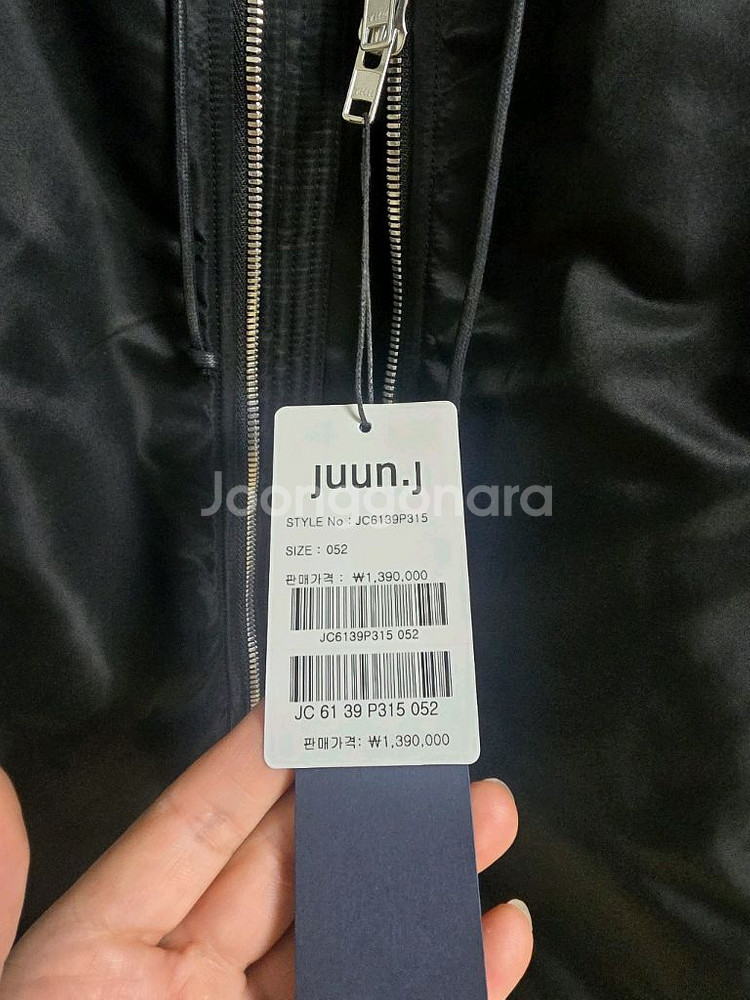 juun.j
Joonggonara
STYLE No : JC6139P315
SIZE : 052
판매가격 : ₩1,390,000
JC6139P315 052
JC 61 39 P315 052
판매가격: ₩1,390,000